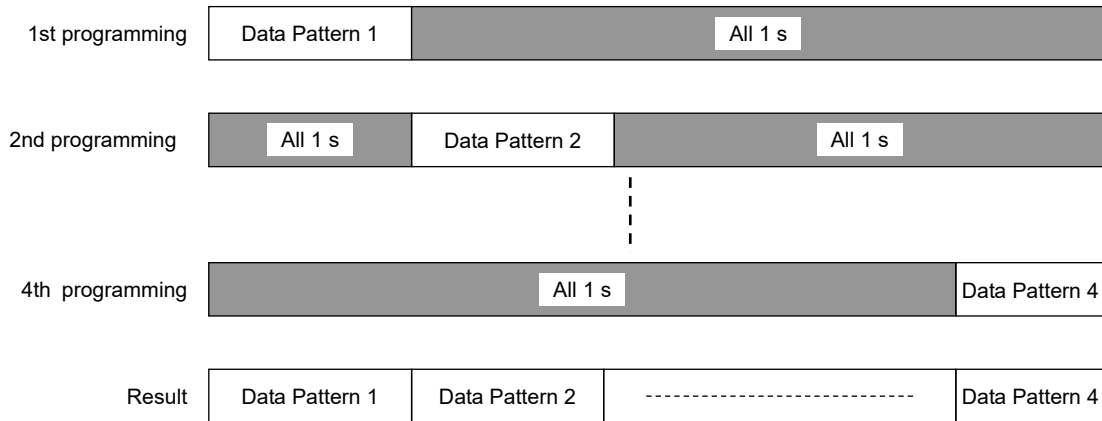 1st programming Data Pattern 1 All 1 s
2nd programming All 1 s Data Pattern 2 All 1 s
4th programming All 1 s Data Pattern 4
Result Data Pattern 1 Data Pattern 2 Data Pattern 4